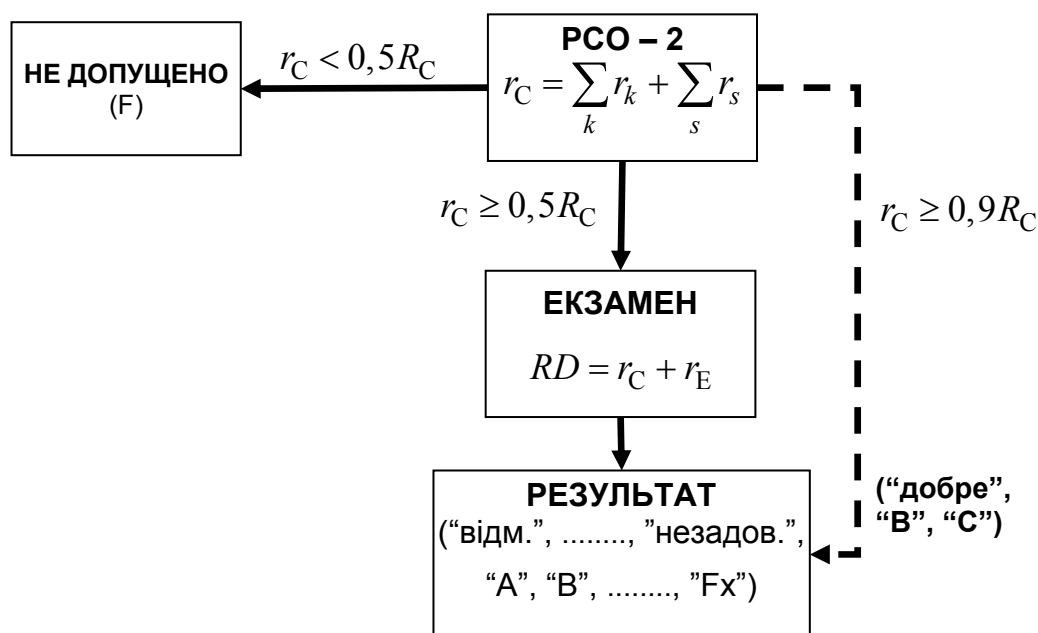 РСО – 2
r_C = ∑_k r_k + ∑_s r_s
НЕ ДОПУЩЕНО
(F)
r_C < 0,5R_C
r_C ≥ 0,5R_C
r_C ≥ 0,9R_C
ЕКЗАМЕН
RD = r_C + r_E
(“добре”,
“B”, “C”)
РЕЗУЛЬТАТ
(“відм.”, ........, ”незадов.”,
“A”, “B”, ........, ”Fx”)